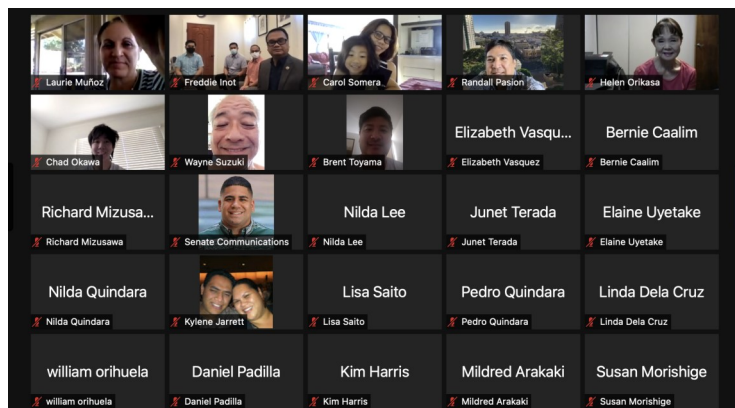 Laurie Muñoz
Freddie Inot
Carol Somera
Randall Pasion
Helen Orikasa
Chad Okawa
Wayne Suzuki
Brent Toyama
Elizabeth Vasqu...
Elizabeth Vasquez
Bernie Caalim
Bernie Caalim
Richard Mizusa...
Richard Mizusawa
Senate Communications
Nilda Lee
Nilda Lee
Junet Terada
Junet Terada
Elaine Uyetake
Elaine Uyetake
Nilda Quindara
Nilda Quindara
Kylene Jarrett
Lisa Saito
Lisa Saito
Pedro Quindara
Pedro Quindara
Linda Dela Cruz
Linda Dela Cruz
william orihuela
william orihuela
Daniel Padilla
Daniel Padilla
Kim Harris
Kim Harris
Mildred Arakaki
Mildred Arakaki
Susan Morishige
Susan Morishige